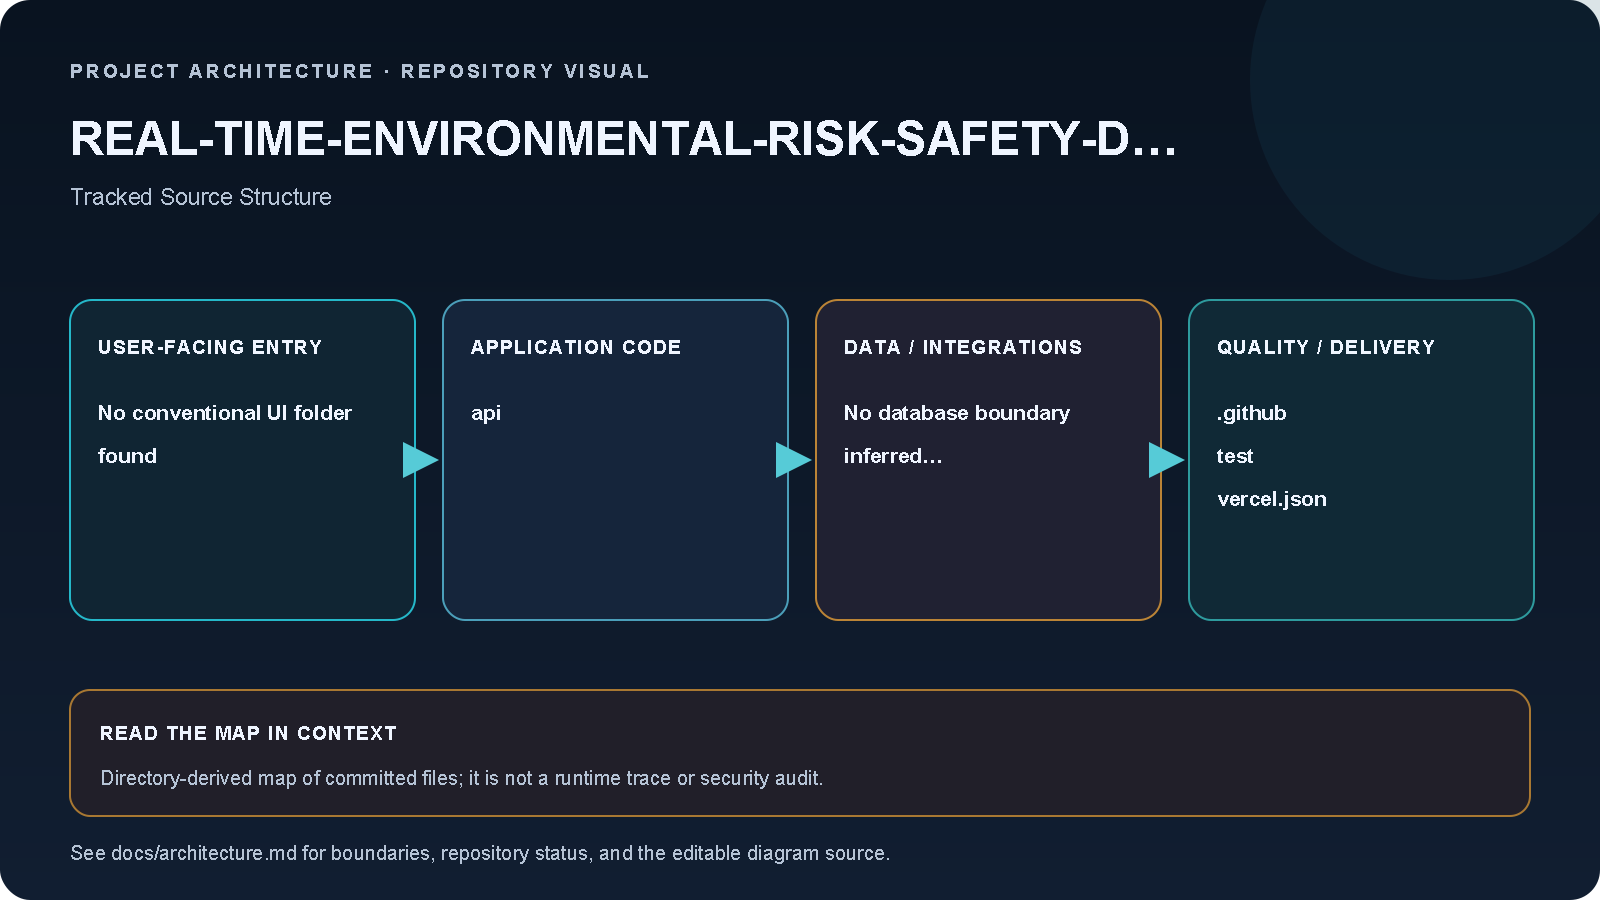 PROJECT ARCHITECTURE · REPOSITORY VISUAL
REAL-TIME-ENVIRONMENTAL-RISK-SAFETY-D…
Tracked Source Structure
USER-FACING ENTRY
No conventional UI folder
found
APPLICATION CODE
api
DATA / INTEGRATIONS
No database boundary
inferred…
QUALITY / DELIVERY
.github
test
vercel.json
READ THE MAP IN CONTEXT
Directory-derived map of committed files; it is not a runtime trace or security audit.
See docs/architecture.md for boundaries, repository status, and the editable diagram source.